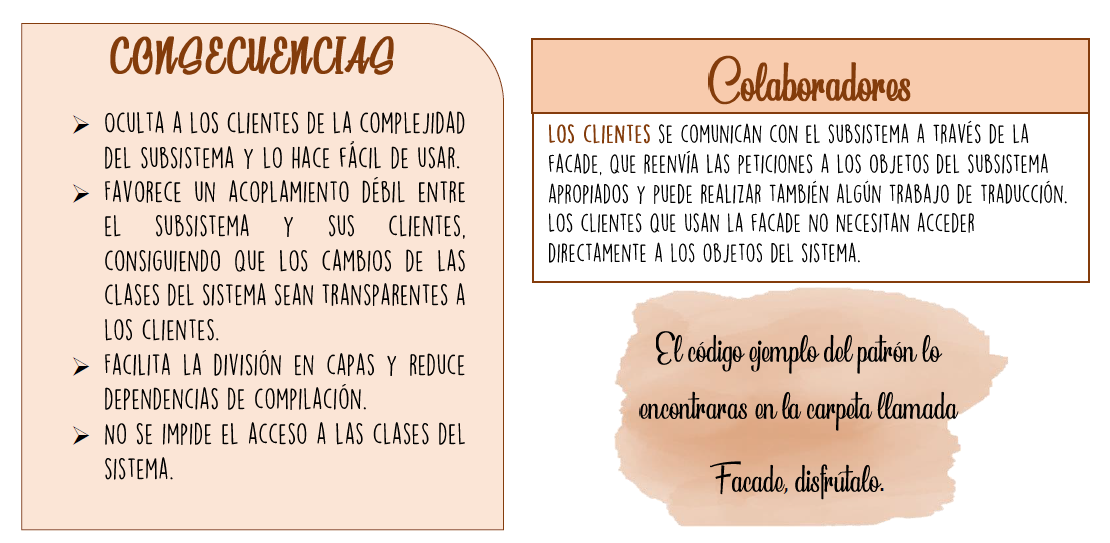 CONSECUENCIAS
➢ OCULTA A LOS CLIENTES DE LA COMPLEJIDAD
DEL SUBSISTEMA Y LO HACE FÁCIL DE USAR.
➢ FAVORECE UN ACOPLAMIENTO DÉBIL ENTRE
EL SUBSISTEMA Y SUS CLIENTES,
CONSIGUIENDO QUE LOS CAMBIOS DE LAS
CLASES DEL SISTEMA SEAN TRANSPARENTES A
LOS CLIENTES.
➢ FACILITA LA DIVISIÓN EN CAPAS Y REDUCE
DEPENDENCIAS DE COMPILACIÓN.
➢ NO SE IMPIDE EL ACCESO A LAS CLASES DEL
SISTEMA.
Colaboradores
LOS CLIENTES SE COMUNICAN CON EL SUBSISTEMA A TRAVÉS DE LA
FACADE, QUE REENVÍA LAS PETICIONES A LOS OBJETOS DEL SUBSISTEMA
APROPIADOS Y PUEDE REALIZAR TAMBIÉN ALGÚN TRABAJO DE TRADUCCIÓN.
LOS CLIENTES QUE USAN LA FACADE NO NECESITAN ACCEDER
DIRECTAMENTE A LOS OBJETOS DEL SISTEMA.
El código ejemplo del patrón lo
encontraras en la carpeta llamada
Facade, disfrútalo.